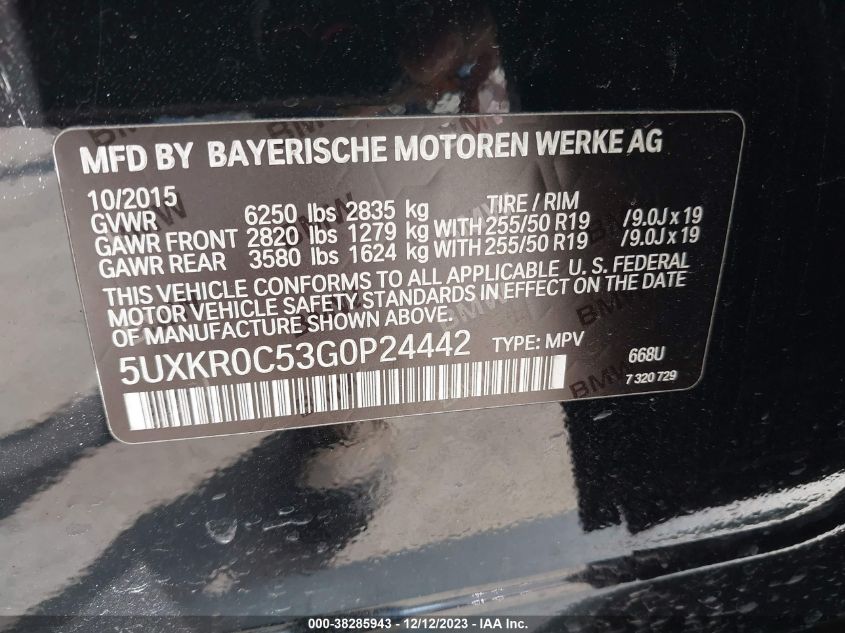 MFD BY BAYERISCHE MOTOREN WERKE AG
10/2015 TIRE / RIM
GVWR 6250 lbs 2835 kg
GAWR FRONT 2820 lbs 1279 kg WITH 255/50 R19 /9.0J x 19
GAWR REAR 3580 lbs 1624 kg WITH 255/50 R19 /9.0J x 19
THIS VEHICLE CONFORMS TO ALL APPLICABLE U. S. FEDERAL
MOTOR VEHICLE SAFETY STANDARDS IN EFFECT ON THE DATE
OF MANUFACTURE SHOWN ABOVE.
5UXKR0C53G0P24442 TYPE: MPV 668U
7 320 729
000-38285943 - 12/12/2023 - IAA Inc.